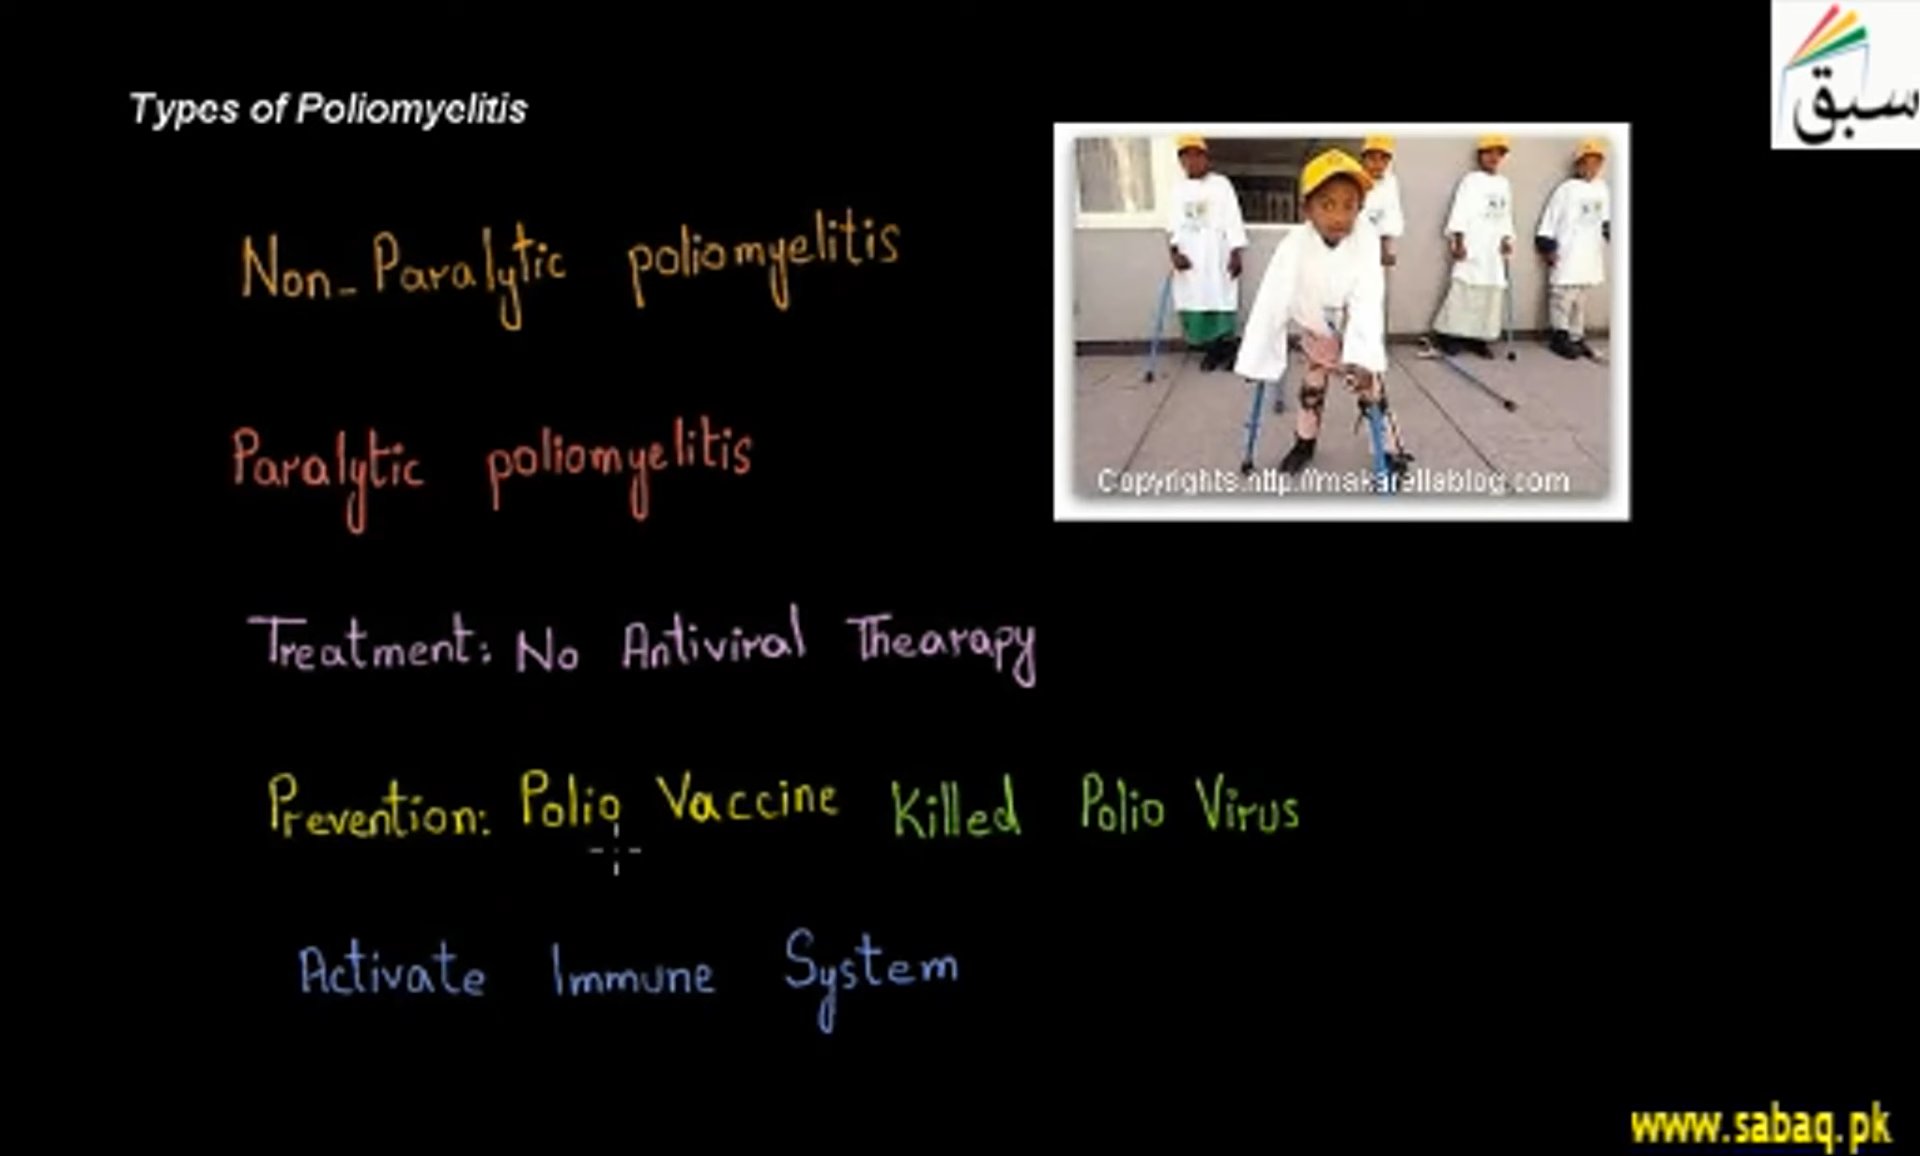 سبق
Types of Poliomyelitis
Non-Paralytic poliomyelitis
Paralytic poliomyelitis
Copyrights:http://makarellablog.com
Treatment: No Antiviral Thearapy
Prevention: Polio Vaccine Killed Polio Virus
Activate Immune System
www.sabaq.pk